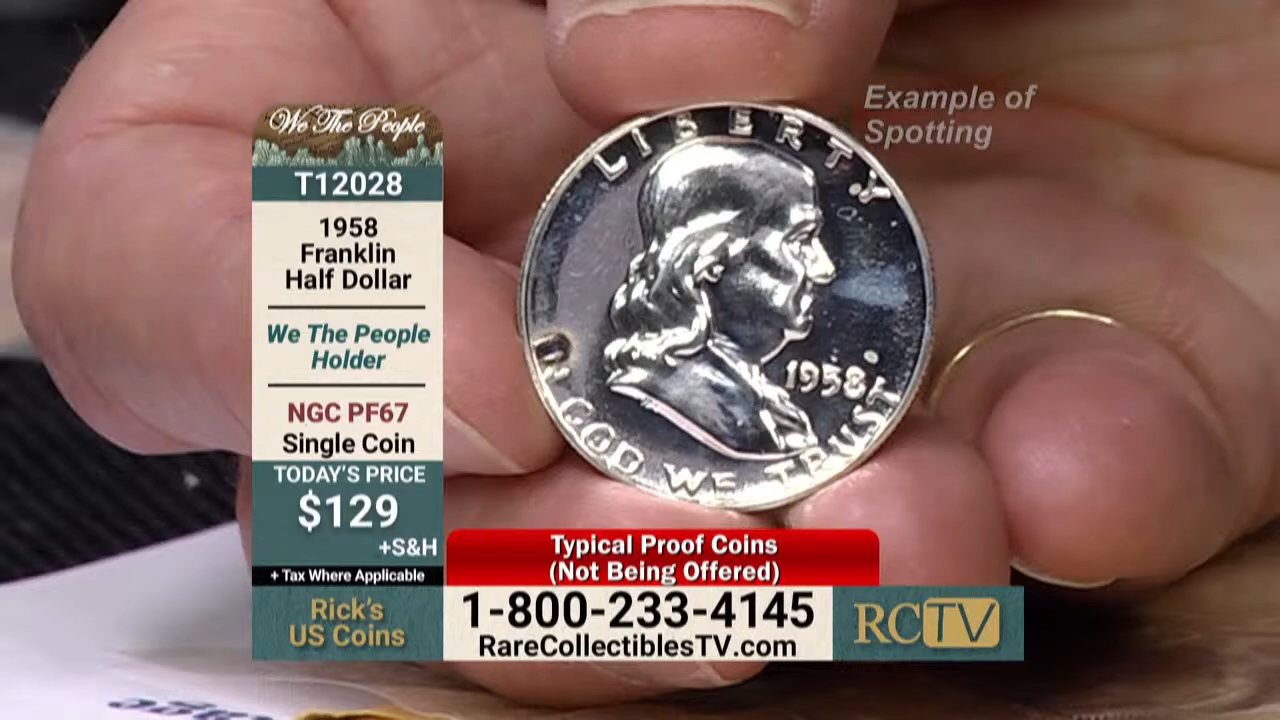 Example of
Spotting
We The People
T12028
1958
Franklin
Half Dollar
We The People
Holder
NGC PF67
Single Coin
TODAY'S PRICE
$129
+S&H
+ Tax Where Applicable
Rick's
US Coins
LIBERTY
1958
IN GOD WE TRUST
Typical Proof Coins
(Not Being Offered)
1-800-233-4145
RareCollectiblesTV.com
RCTV